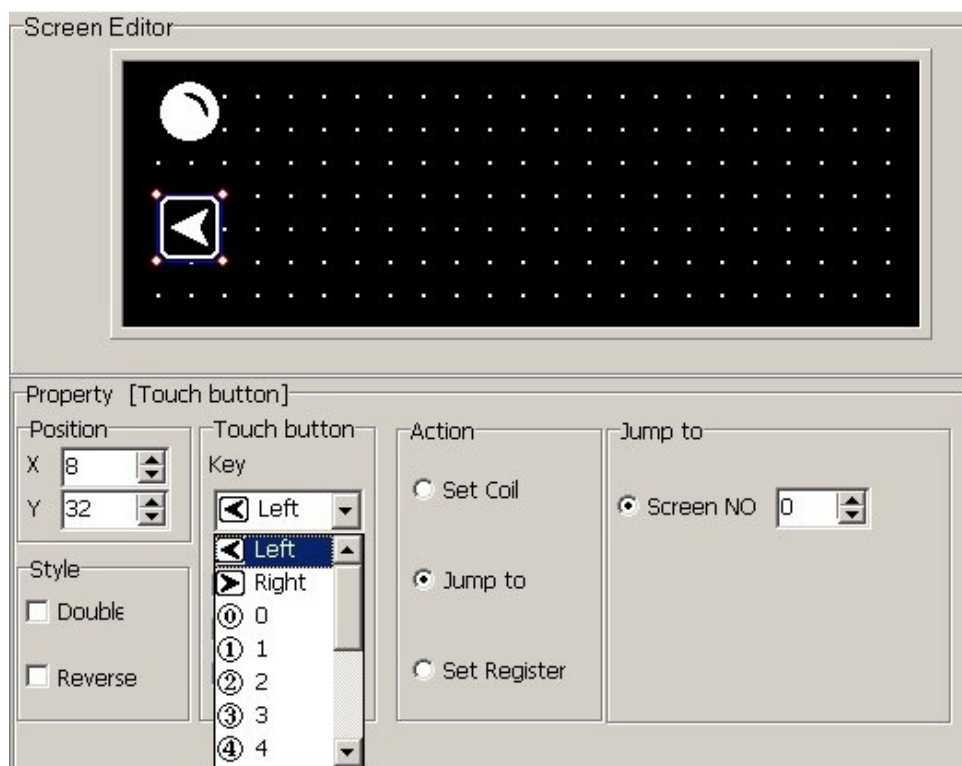 Screen Editor
Property [Touch button]
Position
X 8
Y 32
Style
Double
Reverse
Touch button
Key
Left
Left
Right
⓪ 0
① 1
② 2
③ 3
④ 4
Action
Set Coil
Jump to
Set Register
Jump to
Screen NO 0